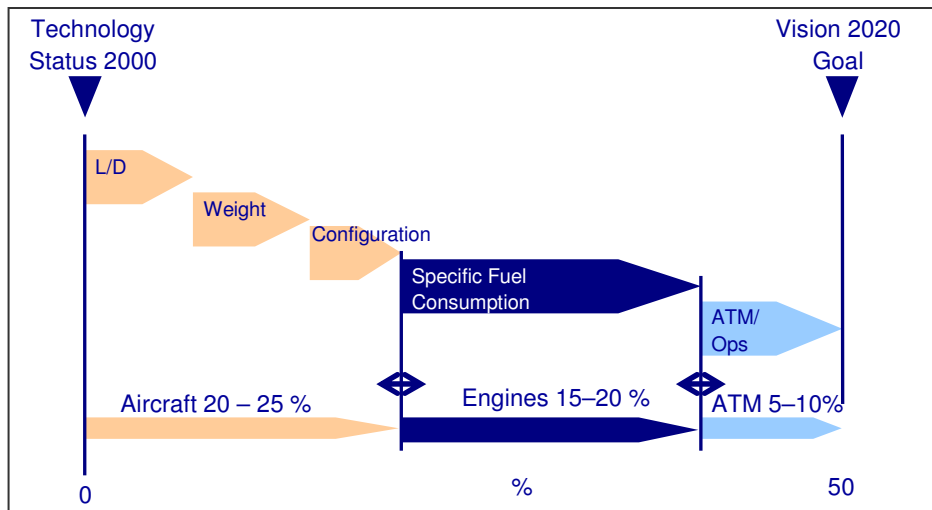 Technology
Status 2000
Vision 2020
Goal
L/D
Weight
Configuration
Specific Fuel
Consumption
ATM/
Ops
Aircraft 20 – 25 %
Engines 15–20 %
ATM 5–10%
0
%
50